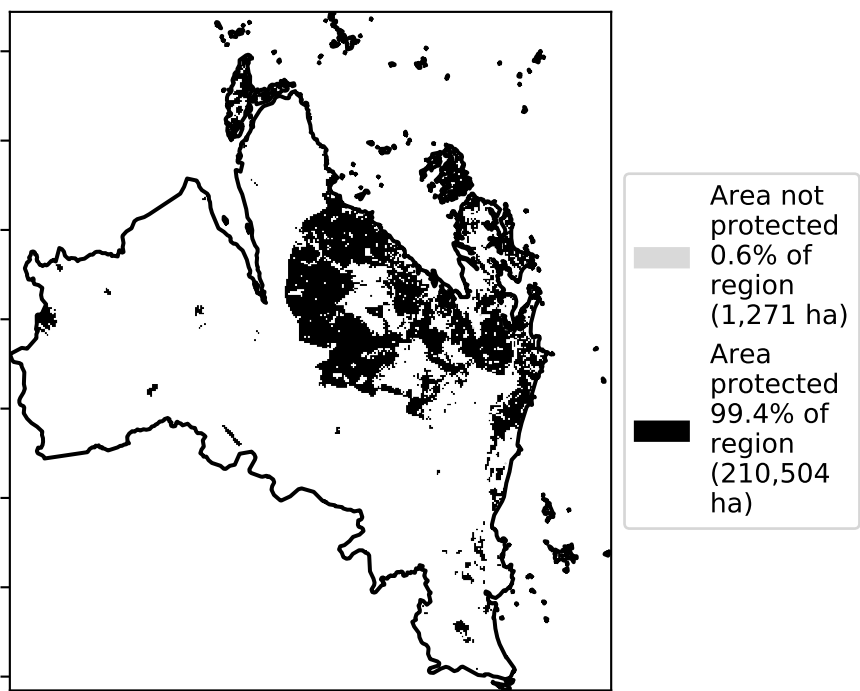 Area not
protected
0.6% of
region
(1,271 ha)
Area
protected
99.4% of
region
(210,504
ha)